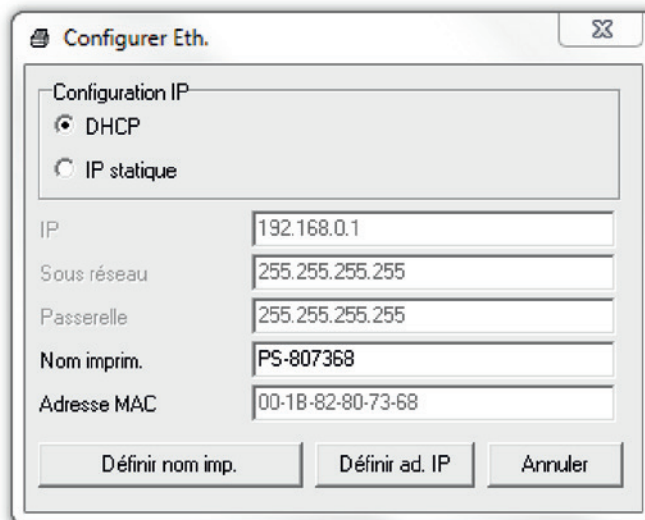 Configurer Eth.
Configuration IP
DHCP
IP statique
IP 192.168.0.1
Sous réseau 255.255.255.255
Passerelle 255.255.255.255
Nom imprim. PS-807368
Adresse MAC 00-1B-82-80-73-68
Définir nom imp. Définir ad. IP Annuler